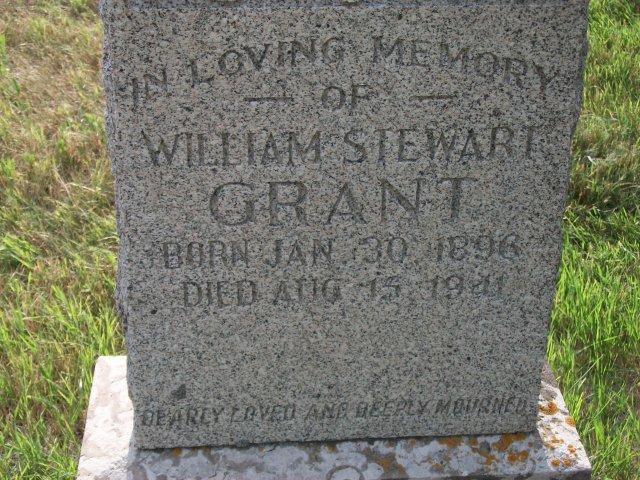 IN LOVING MEMORY
— OF —
WILLIAM STEWART
GRANT
BORN JAN 30 1896
DIED AUG 15 1941
DEARLY LOVED AND DEEPLY MOURNED